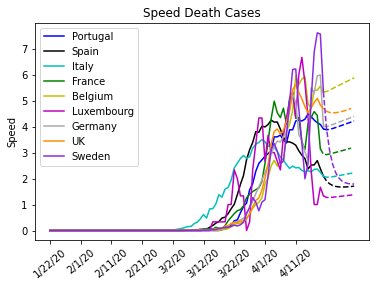 Speed Death Cases
Portugal
Spain
Italy
France
Belgium
Luxembourg
Germany
UK
Sweden
Speed
7
6
5
4
3
2
1
0
1/22/20 2/1/20 2/11/20 2/21/20 3/2/20 3/12/20 3/22/20 4/1/20 4/11/20